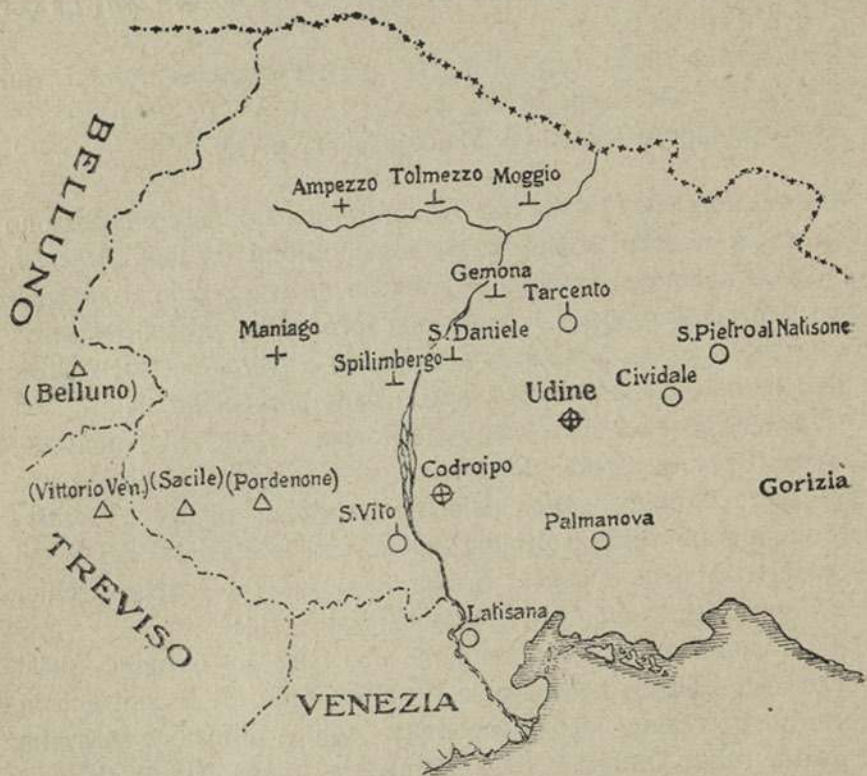 BELLUNO
Ampezzo
Tolmezzo
Moggio
Gemona
Tarcento
Maniago
S. Daniele
S. Pietro al Natisone
Spilimbergo
Cividale
(Belluno)
Udine
(Vittorio Ven.)
(Sacile)
(Pordenone)
Codroipo
Gorizia
S. Vito
Palmanova
TREVISO
Latisana
VENEZIA